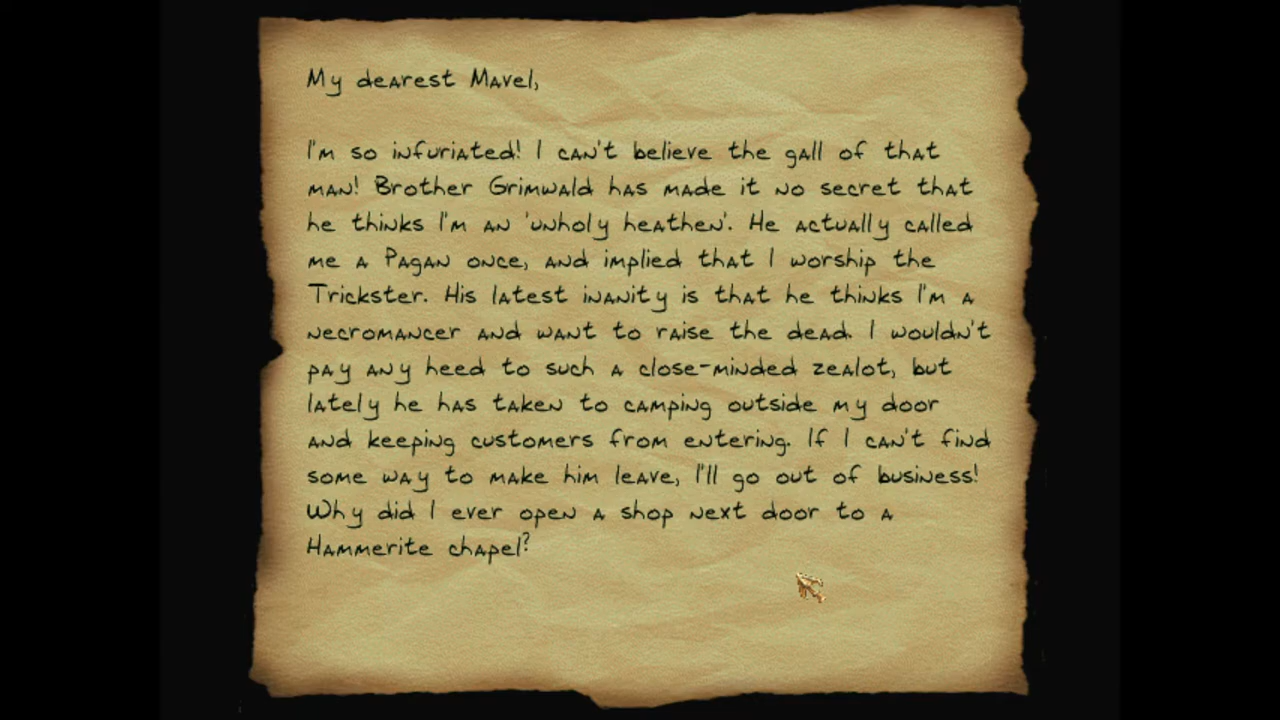 My dearest Mavel,
I'm so infuriated! I can't believe the gall of that
man! Brother Grimwald has made it no secret that
he thinks I'm an 'unholy heathen'. He actually called
me a Pagan once, and implied that I worship the
Trickster. His latest inanity is that he thinks I'm a
necromancer and want to raise the dead. I wouldn't
pay any heed to such a close-minded zealot, but
lately he has taken to camping outside my door
and keeping customers from entering. If I can't find
some way to make him leave, I'll go out of business!
Why did I ever open a shop next door to a
Hammerite chapel?